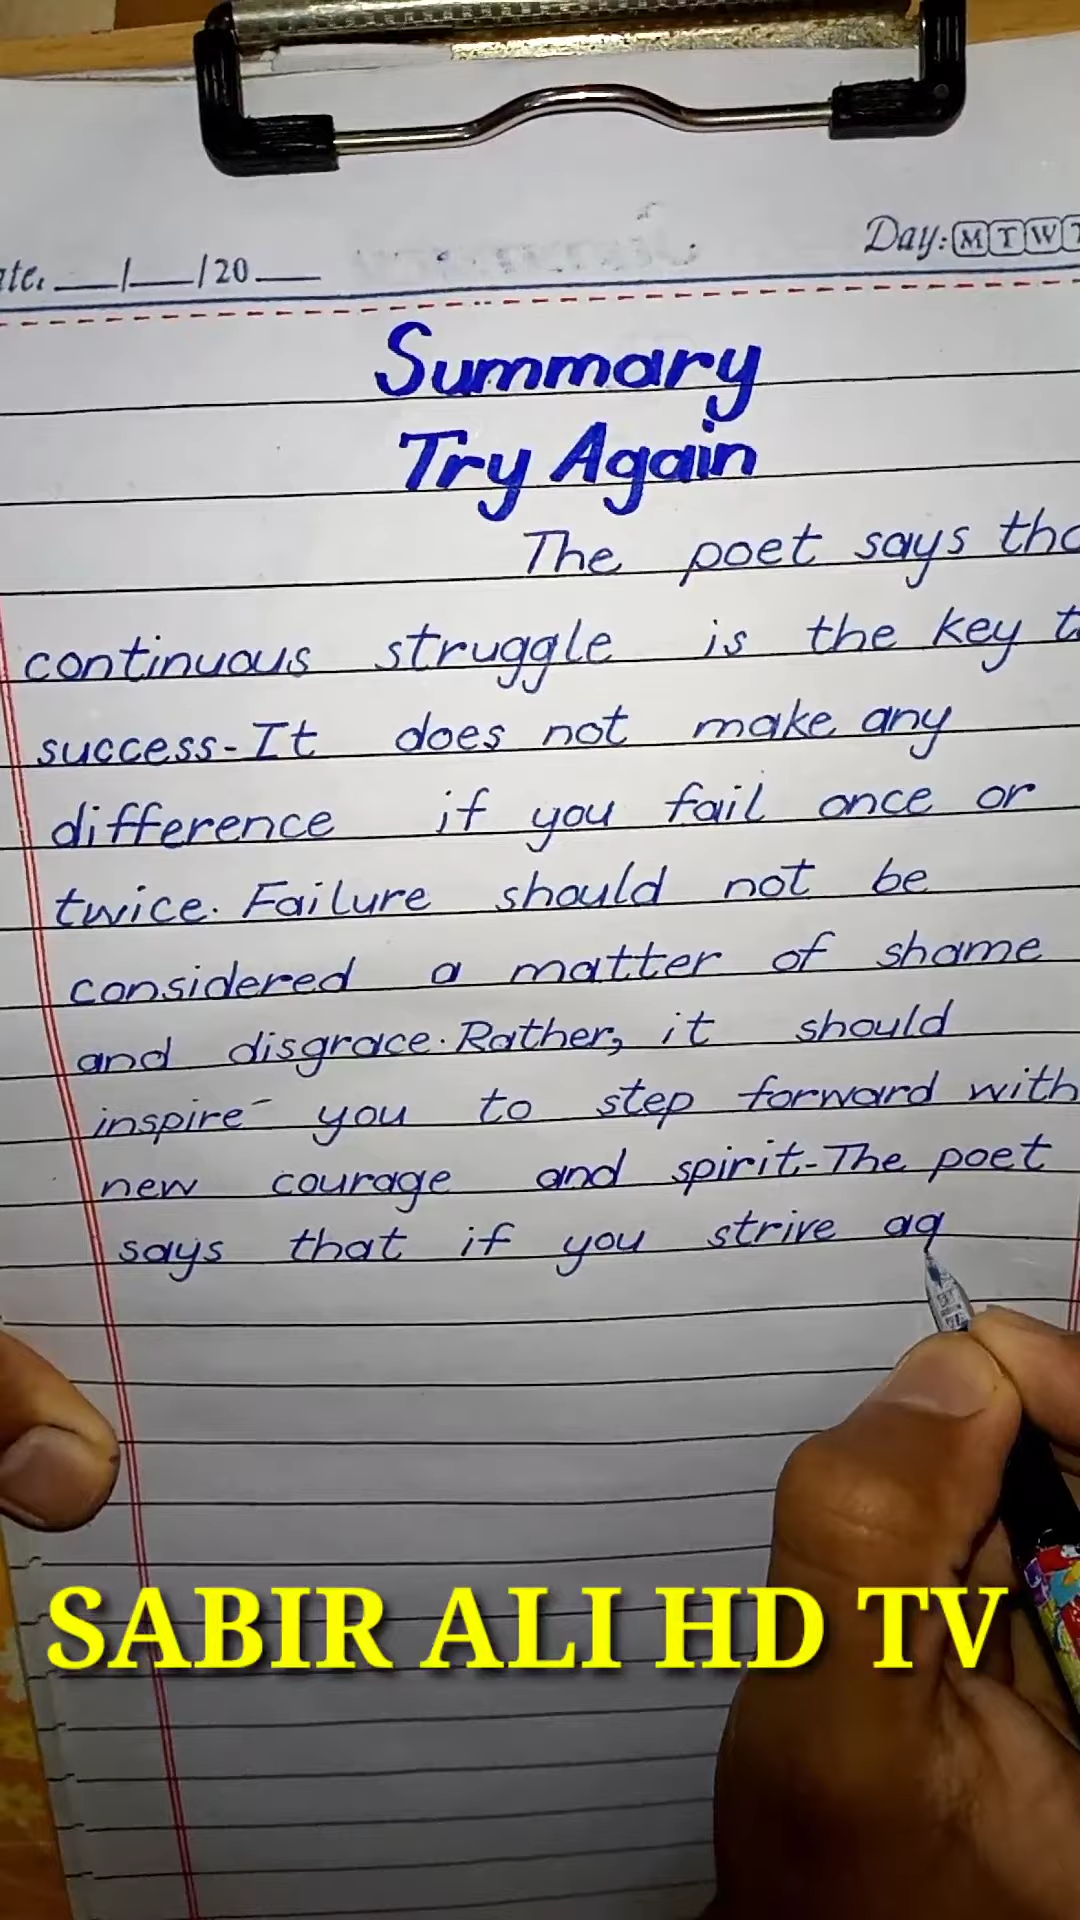 Day: M T W T
ate. ___/___/20___
Summary
Try Again
The poet says tha
continuous struggle is the key to
success-It does not make any
difference if you fail once or
twice. Failure should not be
considered a matter of shame
and disgrace. Rather, it should
inspire you to step forward with
new courage and spirit.-The poet
says that if you strive ag
SABIR ALI HD TV